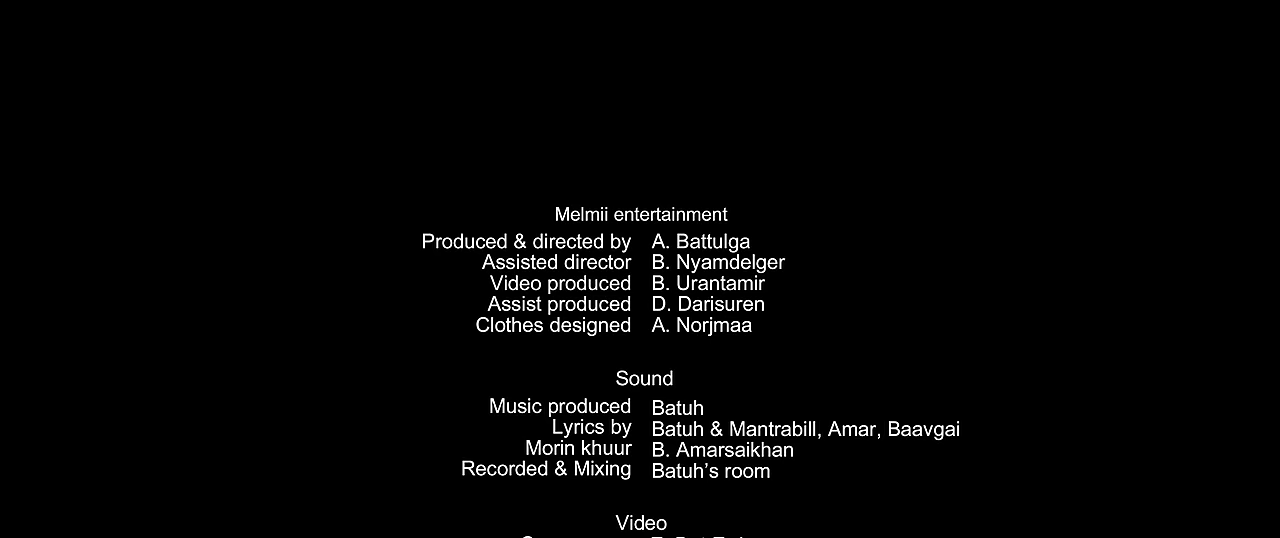 Melmii entertainment
Produced & directed by A. Battulga
Assisted director B. Nyamdelger
Video produced B. Urantamir
Assist produced D. Darisuren
Clothes designed A. Norjmaa
Sound
Music produced Batuh
Lyrics by Batuh & Mantrabill, Amar, Baavgai
Morin khuur B. Amarsaikhan
Recorded & Mixing Batuh’s room
Video